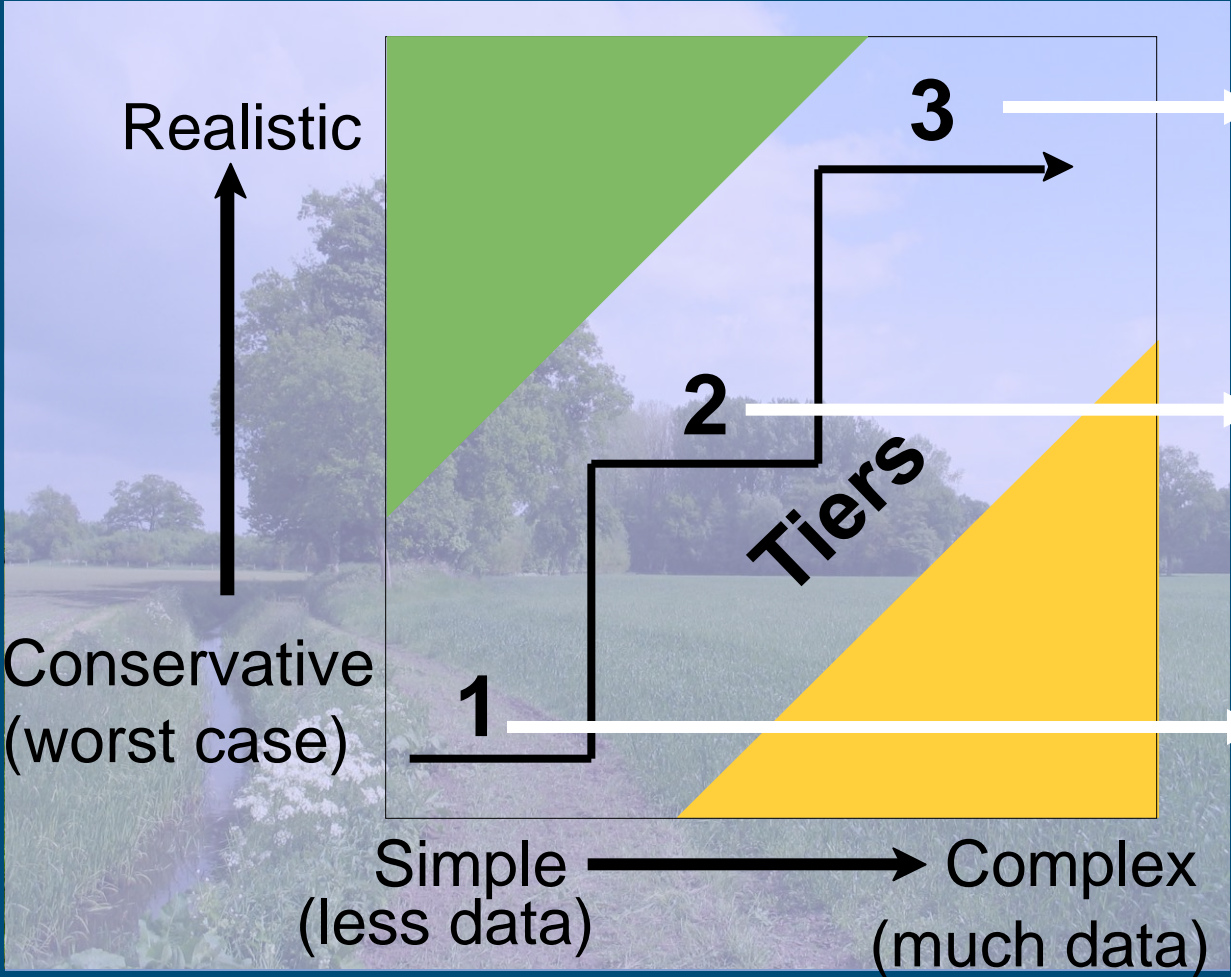 Realistic
3
2
Tiers
Conservative
(worst case)
1
Simple
(less data)
Complex
(much data)